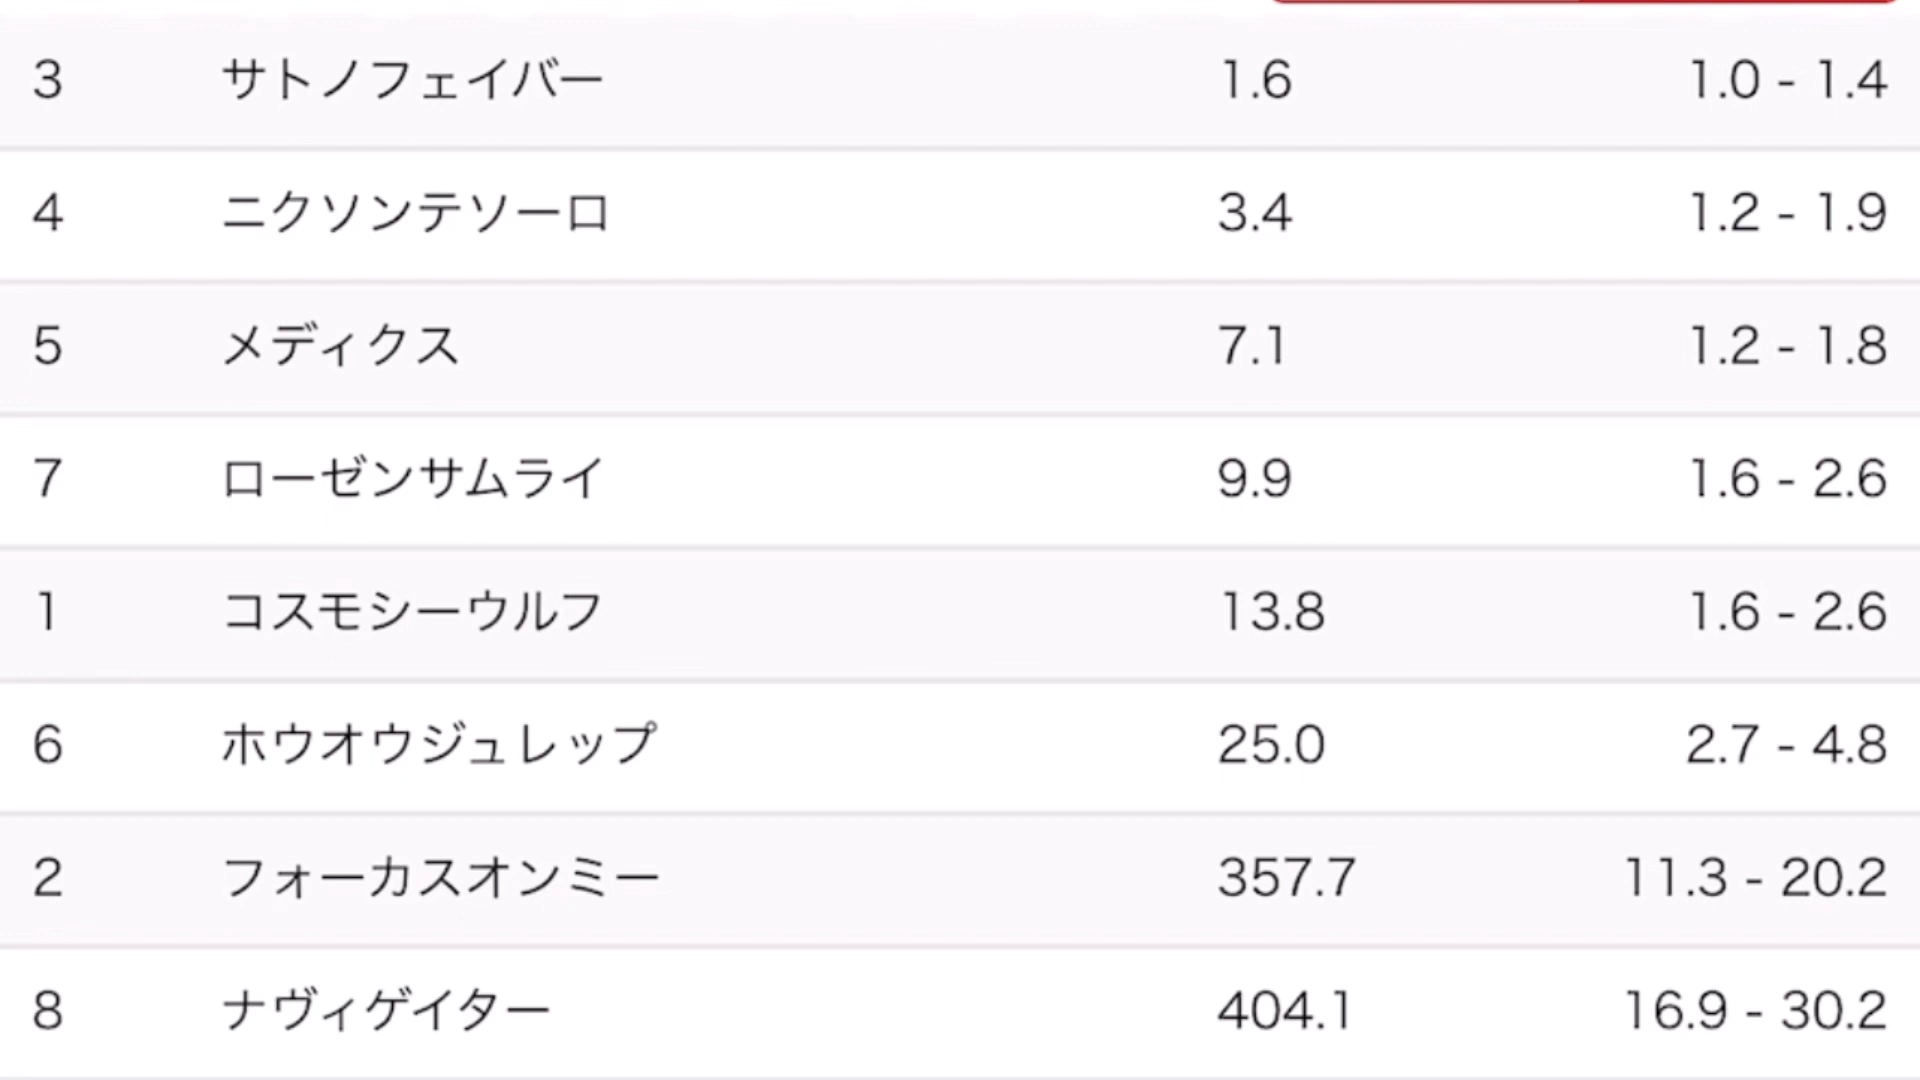 3 サトノフェイバー 1.6 1.0 - 1.4
4 ニクソンテソーロ 3.4 1.2 - 1.9
5 メディクス 7.1 1.2 - 1.8
7 ローゼンサムライ 9.9 1.6 - 2.6
1 コスモシーウルフ 13.8 1.6 - 2.6
6 ホウオウジュレップ 25.0 2.7 - 4.8
2 フォーカスオンミー 357.7 11.3 - 20.2
8 ナヴィゲイター 404.1 16.9 - 30.2